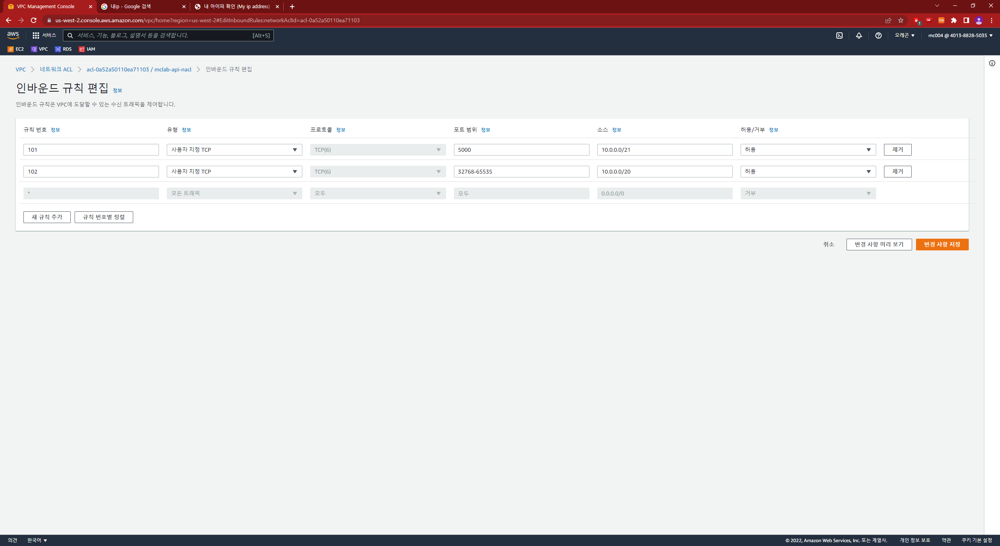 VPC Management Console
내ip - Google 검색
내 아이피 확인 (My ip address)
us-west-2.console.aws.amazon.com/vpc/home?region=us-west-2#EditInboundRules:networkAclId=acl-0a52a50110ea71103
EX
1
aws
서비스
서비스, 기능, 블로그, 설명서 등을 검색합니다.
[Alt+S]
오레곤
mc004 @ 4013-8828-5035
EC2 VPC RDS IAM
VPC 네트워크 ACL acl-0a52a50110ea71103 / mclab-api-nacl 인바운드 규칙 편집
인바운드 규칙 편집 정보
인바운드 규칙은 VPC에 도달할 수 있는 수신 트래픽을 제어합니다.
규칙 번호 정보 유형 정보 프로토콜 정보 포트 범위 정보 소스 정보 허용/거부 정보
101 사용자 지정 TCP TCP(6) 5000 10.0.0.0/21 허용 제거
102 사용자 지정 TCP TCP(6) 32768-65535 10.0.0.0/20 허용 제거
* 모든 트래픽 모두 모두 0.0.0.0/0 거부
새 규칙 추가 규칙 번호별 정렬
취소 변경 사항 미리 보기 변경 사항 저장
의견 한국어 © 2022, Amazon Web Services, Inc. 또는 계열사. 개인 정보 보호 약관 쿠키 기본 설정